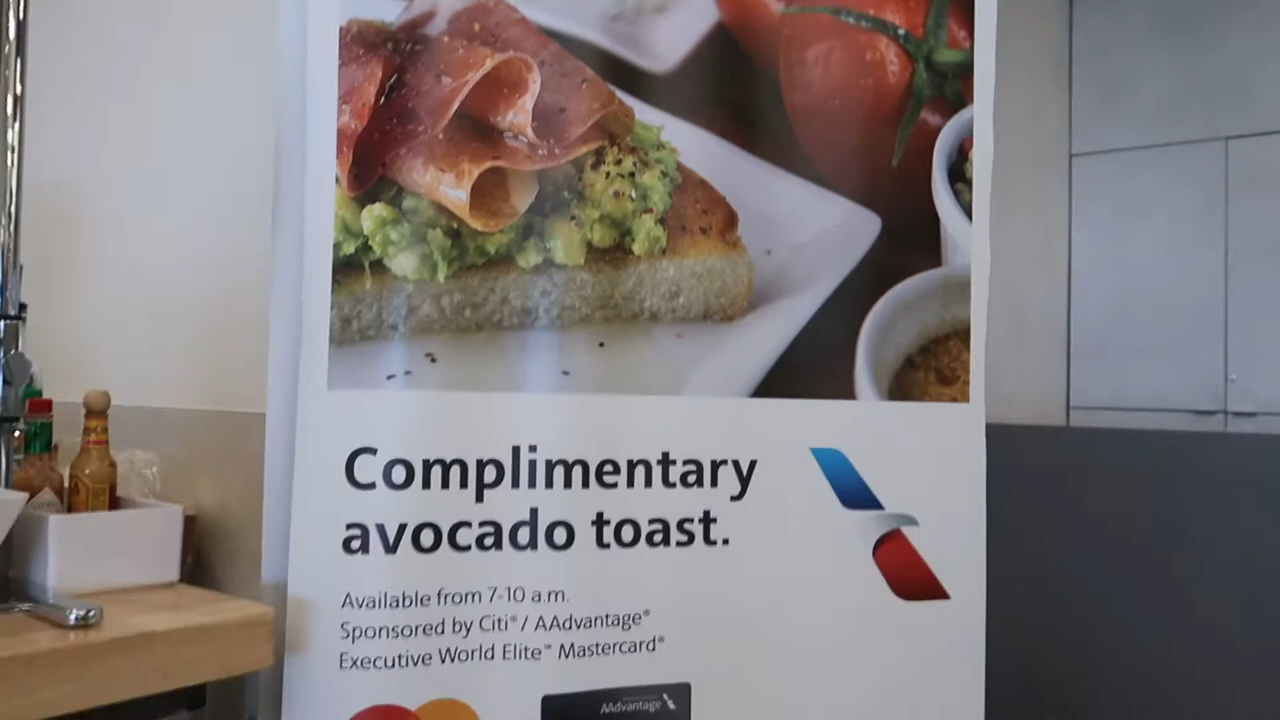 Complimentary
avocado toast.
Available from 7-10 a.m.
Sponsored by Citi® / AAdvantage®
Executive World Elite™ Mastercard®
AAdvantage